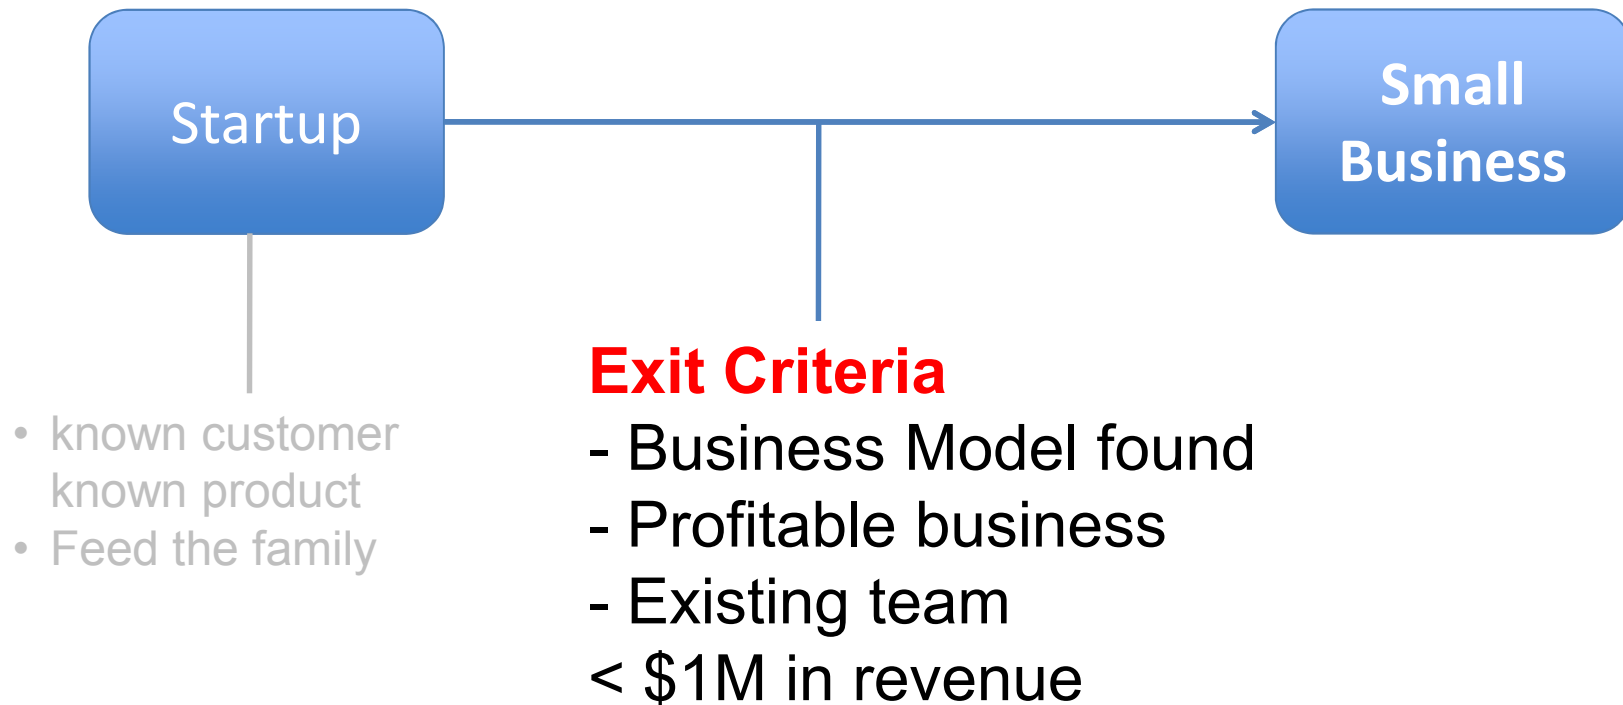 Startup
Small
Business
• known customer
known product
• Feed the family
Exit Criteria
- Business Model found
- Profitable business
- Existing team
< $1M in revenue